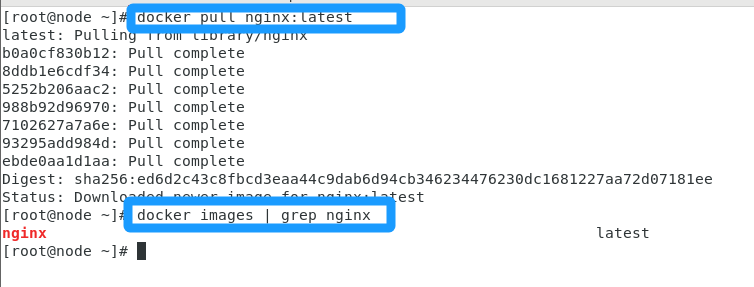 [root@node ~]# docker pull nginx:latest
latest: Pulling from library/nginx
b0a0cf830b12: Pull complete
8ddb1e6cdf34: Pull complete
5252b206aac2: Pull complete
988b92d96970: Pull complete
7102627a7a6e: Pull complete
93295add984d: Pull complete
ebde0aa1d1aa: Pull complete
Digest: sha256:ed6d2c43c8fbcd3eaa44c9dab6d94cb346234476230dc1681227aa72d07181ee
Status: Downloaded newer image for nginx:latest
[root@node ~]# docker images | grep nginx
nginx latest
[root@node ~]#